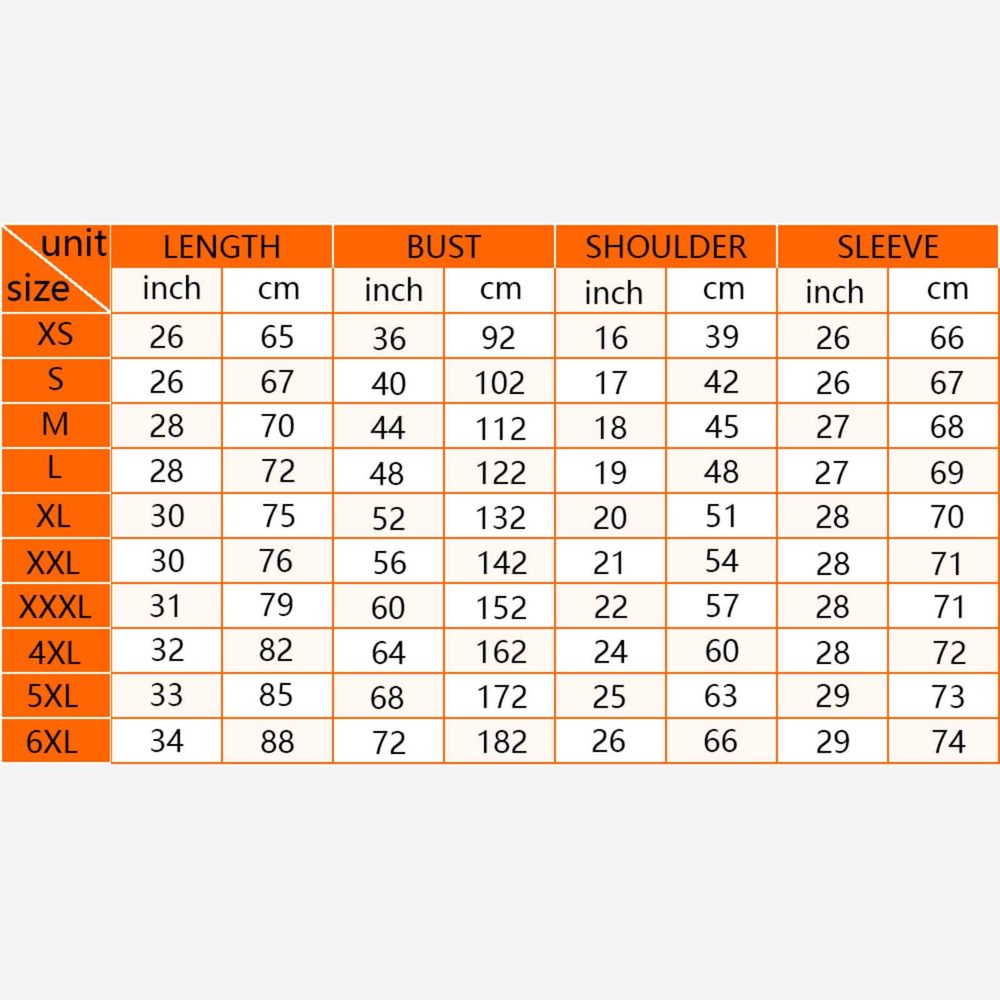 unit LENGTH BUST SHOULDER SLEEVE
size inch cm inch cm inch cm inch cm
XS 26 65 36 92 16 39 26 66
S 26 67 40 102 17 42 26 67
M 28 70 44 112 18 45 27 68
L 28 72 48 122 19 48 27 69
XL 30 75 52 132 20 51 28 70
XXL 30 76 56 142 21 54 28 71
XXXL 31 79 60 152 22 57 28 71
4XL 32 82 64 162 24 60 28 72
5XL 33 85 68 172 25 63 29 73
6XL 34 88 72 182 26 66 29 74